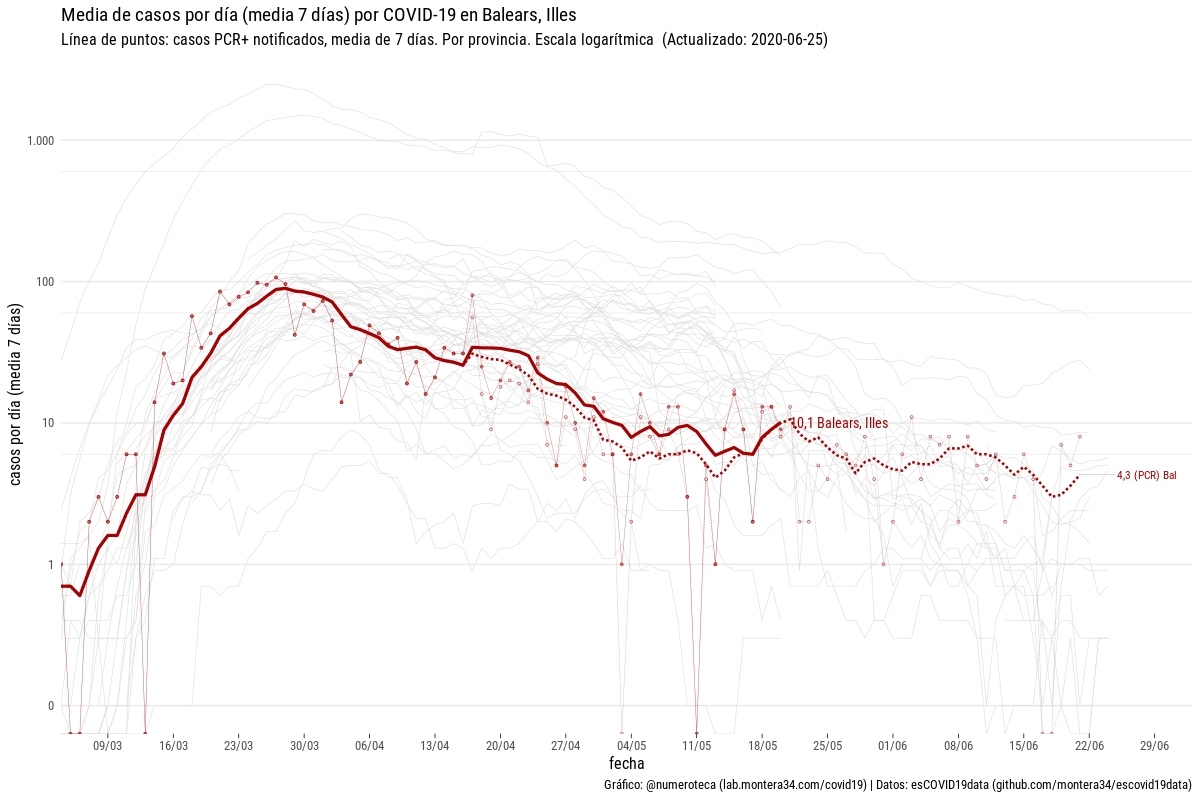 Media de casos por día (media 7 días) por COVID-19 en Balears, Illes
Línea de puntos: casos PCR+ notificados, media de 7 días. Por provincia. Escala logarítmica  (Actualizado: 2020-06-25)
casos por día (media 7 días)
1.000
100
10
1
0
10,1 Balears, Illes
4,3 (PCR) Bal
09/03 16/03 23/03 30/03 06/04 13/04 20/04 27/04 04/05 11/05 18/05 25/05 01/06 08/06 15/06 22/06 29/06
fecha
Gráfico: @numeroteca (lab.montera34.com/covid19) | Datos: esCOVID19data (github.com/montera34/escovid19data)